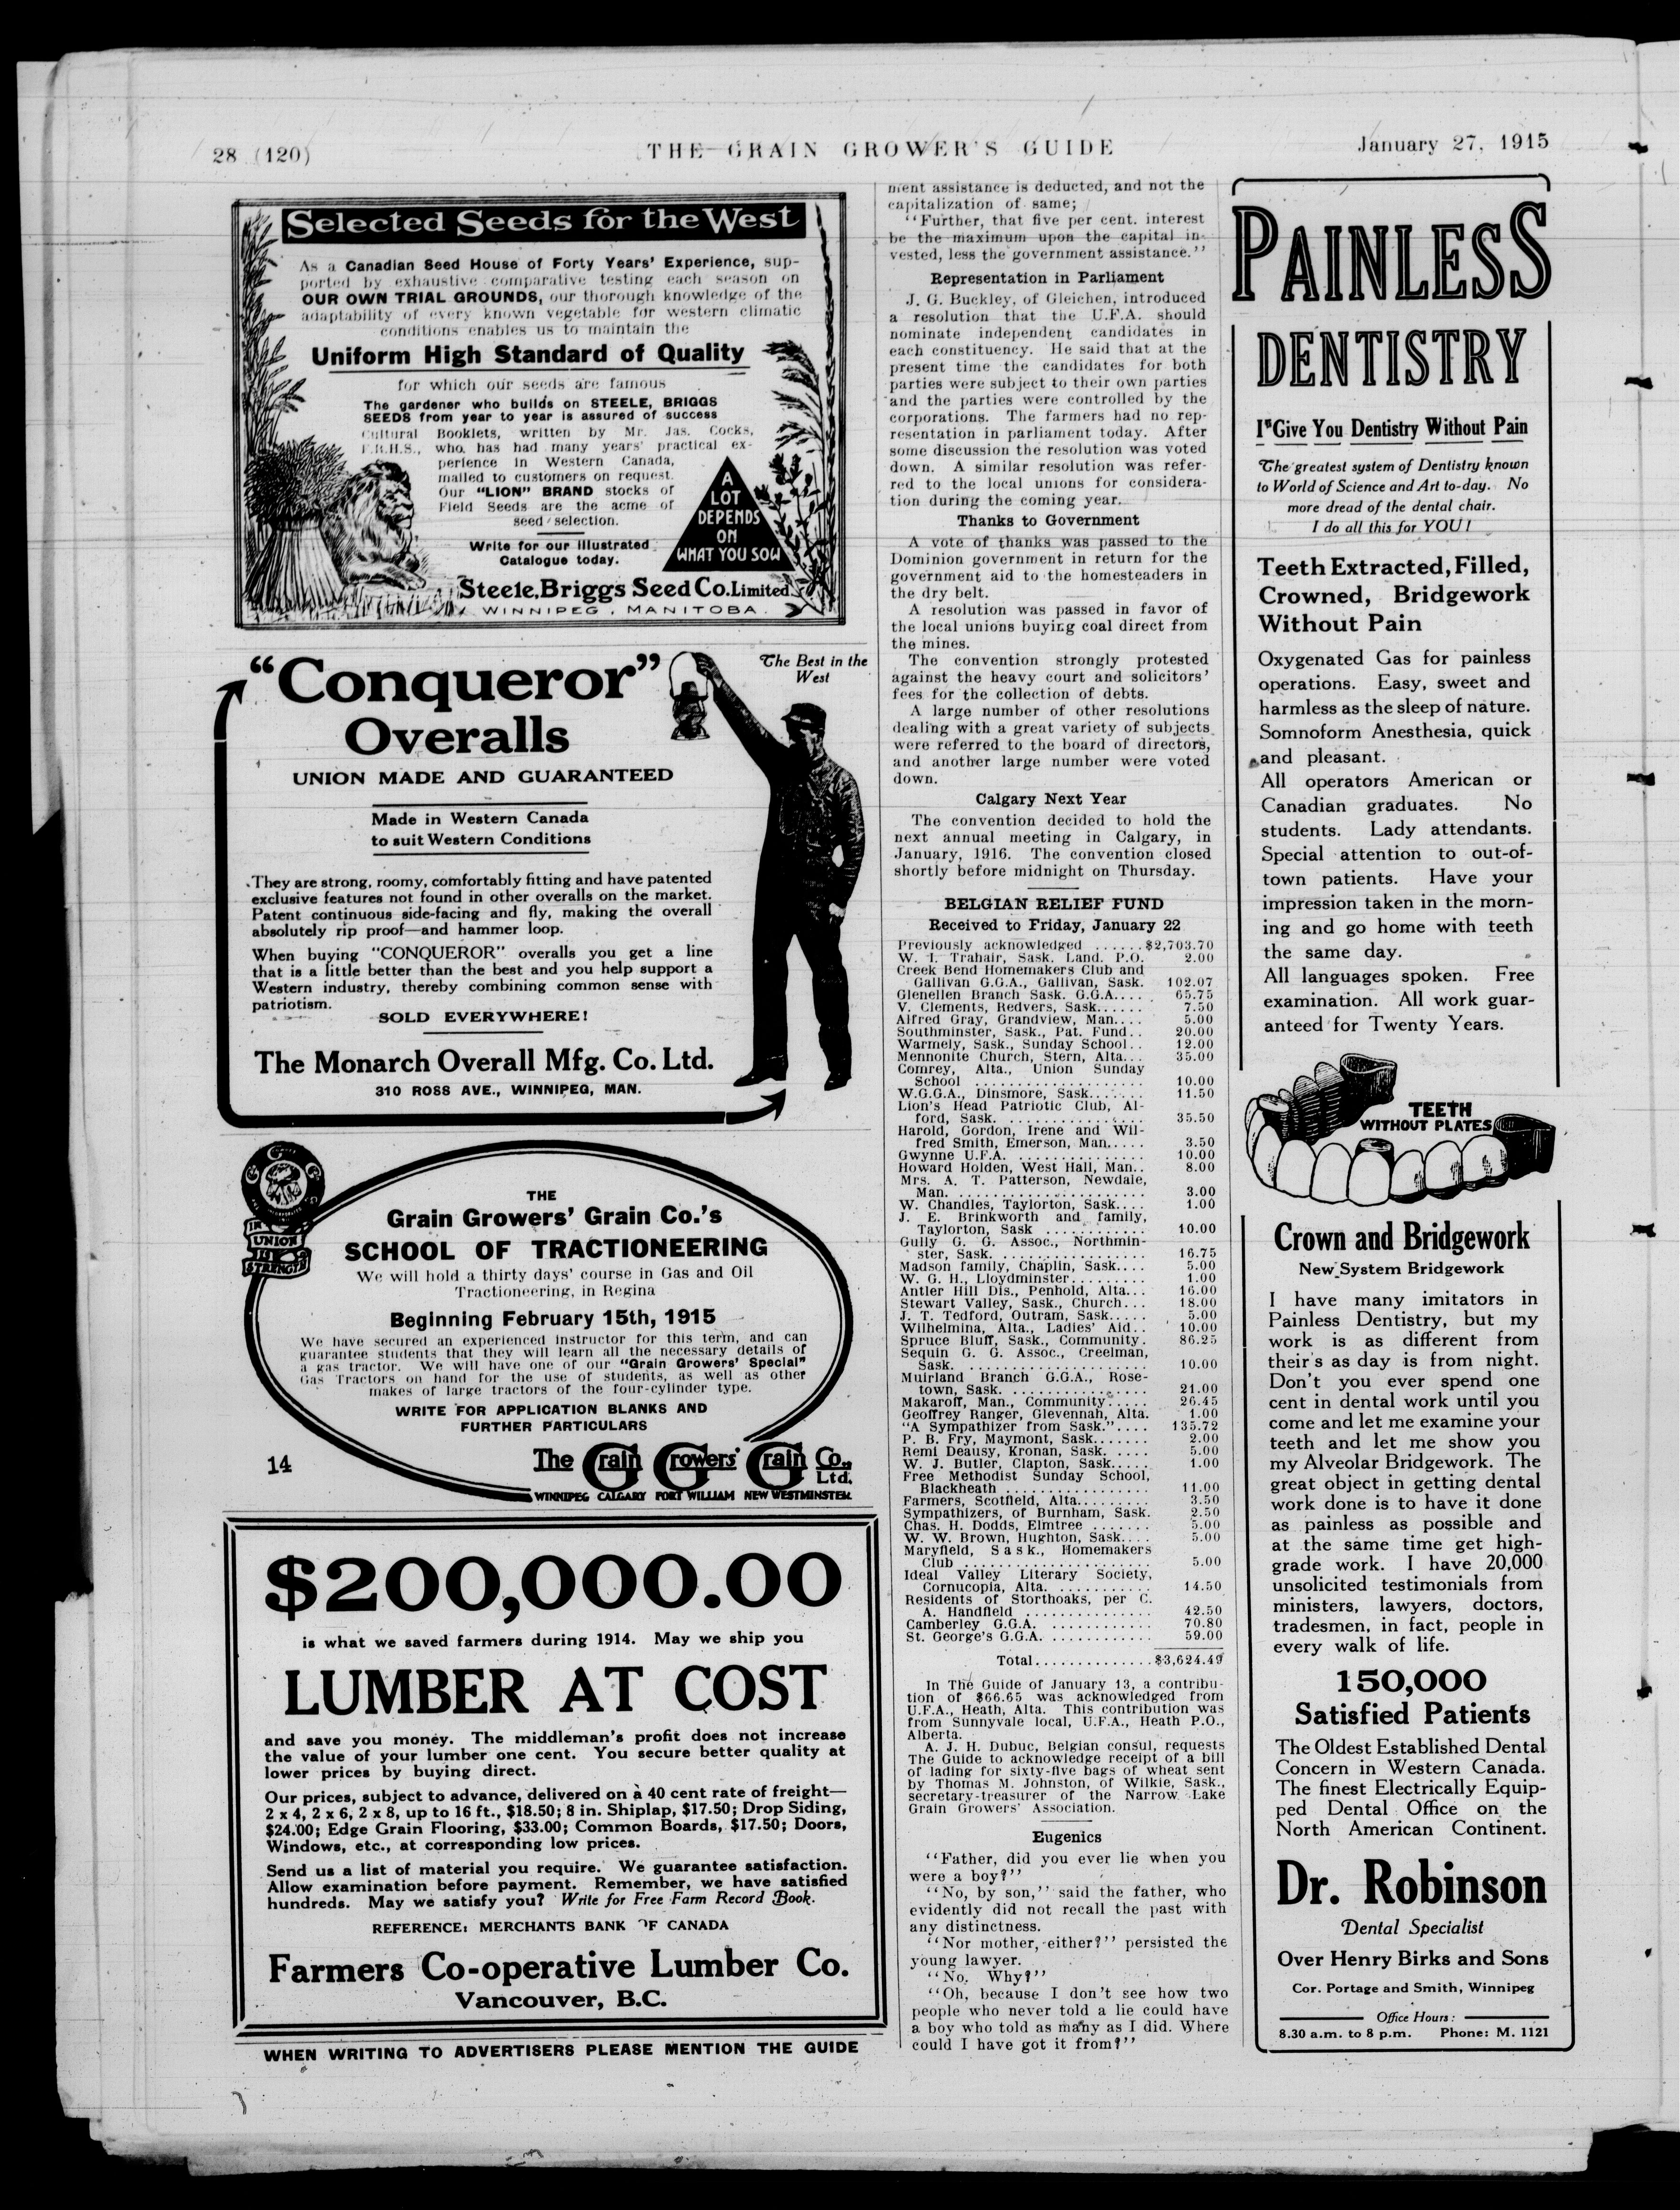 28 (120)
THE GRAIN GROWER'S GUIDE
January 27, 1915
Selected Seeds for the West
As a Canadian Seed House of Forty Years' Experience, sup-
ported by exhaustive comparative testing each season on
OUR OWN TRIAL GROUNDS, our thorough knowledge of the
adaptability of every known vegetable for western climatic
conditions enables us to maintain the
Uniform High Standard of Quality
for which our seeds are famous
The gardener who builds on STEELE, BRIGGS
SEEDS from year to year is assured of success
Cultural Booklets, written by Mr. Jas. Cocks,
F.R.H.S., who has had many years' practical ex-
perience in Western Canada,
mailed to customers on request.
Our "LION" BRAND stocks of
Field Seeds are the acme of
seed selection.
Write for our Illustrated
Catalogue today.
A
LOT
DEPENDS
ON
WHAT YOU SOW
Steele, Briggs Seed Co. Limited
WINNIPEG, MANITOBA.
"Conqueror"
Overalls
The Best in the
West
UNION MADE AND GUARANTEED
Made in Western Canada
to suit Western Conditions
They are strong, roomy, comfortably fitting and have patented
exclusive features not found in other overalls on the market.
Patent continuous side-facing and fly, making the overall
absolutely rip proof—and hammer loop.
When buying "CONQUEROR" overalls you get a line
that is a little better than the best and you help support a
Western industry, thereby combining common sense with
patriotism.
SOLD EVERYWHERE!
The Monarch Overall Mfg. Co. Ltd.
310 ROSS AVE., WINNIPEG, MAN.
G G G
IN
UNION
IS
STRENGTH
THE
Grain Growers' Grain Co.'s
SCHOOL OF TRACTIONEERING
We will hold a thirty days' course in Gas and Oil
Tractioneering, in Regina
Beginning February 15th, 1915
We have secured an experienced instructor for this term, and can
guarantee students that they will learn all the necessary details of
a gas tractor. We will have one of our "Grain Growers' Special"
Gas Tractors on hand for the use of students, as well as other
makes of large tractors of the four-cylinder type.
WRITE FOR APPLICATION BLANKS AND
FURTHER PARTICULARS
14
The Grain Growers' Grain Co., Ltd.
WINNIPEG CALGARY FORT WILLIAM NEW WESTMINSTER
$200,000.00
is what we saved farmers during 1914. May we ship you
LUMBER AT COST
and save you money. The middleman's profit does not increase
the value of your lumber one cent. You secure better quality at
lower prices by buying direct.
Our prices, subject to advance, delivered on a 40 cent rate of freight—
2 x 4, 2 x 6, 2 x 8, up to 16 ft., $18.50; 8 in. Shiplap, $17.50; Drop Siding,
$24.00; Edge Grain Flooring, $33.00; Common Boards, $17.50; Doors,
Windows, etc., at corresponding low prices.
Send us a list of material you require. We guarantee satisfaction.
Allow examination before payment. Remember, we have satisfied
hundreds. May we satisfy you? Write for Free Farm Record Book.
REFERENCE: MERCHANTS BANK OF CANADA
Farmers Co-operative Lumber Co.
Vancouver, B.C.
WHEN WRITING TO ADVERTISERS PLEASE MENTION THE GUIDE
ment assistance is deducted, and not the
capitalization of same;
"Further, that five per cent. interest
be the maximum upon the capital in-
vested, less the government assistance."
Representation in Parliament
J. G. Buckley, of Gleichen, introduced
a resolution that the U.F.A. should
nominate independent candidates in
each constituency. He said that at the
present time the candidates for both
parties were subject to their own parties
and the parties were controlled by the
corporations. The farmers had no rep-
resentation in parliament today. After
some discussion the resolution was voted
down. A similar resolution was refer-
red to the local unions for considera-
tion during the coming year.
Thanks to Government
A vote of thanks was passed to the
Dominion government in return for the
government aid to the homesteaders in
the dry belt.
A resolution was passed in favor of
the local unions buying coal direct from
the mines.
The convention strongly protested
against the heavy court and solicitors'
fees for the collection of debts.
A large number of other resolutions
dealing with a great variety of subjects
were referred to the board of directors,
and another large number were voted
down.
Calgary Next Year
The convention decided to hold the
next annual meeting in Calgary, in
January, 1916. The convention closed
shortly before midnight on Thursday.
BELGIAN RELIEF FUND
Received to Friday, January 22
Previously acknowledged ......$2,703.70
W. I. Trahair, Sask. Land. P.O. 2.00
Creek Bend Homemakers Club and
Gallivan G.G.A., Gallivan, Sask. 102.07
Glenellen Branch Sask. G.G.A.... 65.75
V. Clements, Redvers, Sask...... 7.50
Alfred Gray, Grandview, Man.... 5.00
Southminster, Sask., Pat. Fund.. 20.00
Warmely, Sask., Sunday School.. 12.00
Mennonite Church, Stern, Alta... 35.00
Comrey, Alta., Union Sunday
School .................... 10.00
W.G.G.A., Dinsmore, Sask...... 11.50
Lion's Head Patriotic Club, Al-
ford, Sask. ................ 35.50
Harold, Gordon, Irene and Wil-
fred Smith, Emerson, Man..... 3.50
Gwynne U.F.A. ............... 10.00
Howard Holden, West Hall, Man.. 8.00
Mrs. A. T. Patterson, Newdale,
Man. ...................... 3.00
W. Chandles, Taylorton, Sask.... 1.00
J. E. Brinkworth and family,
Taylorton, Sask ............ 10.00
Gully G. G. Assoc., Northmin-
ster, Sask. ................. 16.75
Madson family, Chaplin, Sask.... 5.00
W. G. H., Lloydminster......... 1.00
Antler Hill Dis., Penhold, Alta... 16.00
Stewart Valley, Sask., Church... 18.00
J. T. Tedford, Outram, Sask..... 5.00
Wilhelmina, Alta., Ladies' Aid.. 10.00
Spruce Bluff, Sask., Community. 86.25
Sequin G. G. Assoc., Creelman,
Sask. ..................... 10.00
Muirland Branch G.G.A., Rose-
town, Sask. ................ 21.00
Makaroff, Man., Community..... 26.45
Geoffrey Ranger, Glevennah, Alta. 1.00
"A Sympathizer from Sask.".... 135.72
P. B. Fry, Maymont, Sask....... 2.00
Remi Deausy, Kronan, Sask. .... 5.00
W. J. Butler, Clapton, Sask..... 1.00
Free Methodist Sunday School,
Blackheath ................. 11.00
Farmers, Scotfield, Alta......... 3.50
Sympathizers, of Burnham, Sask. 2.50
Chas. H. Dodds, Elmtree ....... 5.00
W. W. Brown, Hughton, Sask.... 5.00
Maryfield, Sask., Homemakers
Club ...................... 5.00
Ideal Valley Literary Society,
Cornucopia, Alta. ........... 14.50
Residents of Storthoaks, per C.
A. Handfield ............... 42.50
Camberley G.G.A. ............ 70.80
St. George's G.G.A. ............ 59.00
Total..............$3,624.49
In The Guide of January 13, a contribu-
tion of $66.65 was acknowledged from
U.F.A., Heath, Alta. This contribution was
from Sunnyvale local, U.F.A., Heath P.O.,
Alberta.
A. J. H. Dubuc, Belgian consul, requests
The Guide to acknowledge receipt of a bill
of lading for sixty-five bags of wheat sent
by Thomas M. Johnston, of Wilkie, Sask.,
secretary-treasurer of the Narrow Lake
Grain Growers' Association.
Eugenics
"Father, did you ever lie when you
were a boy?"
"No, by son," said the father, who
evidently did not recall the past with
any distinctness.
"Nor mother, either?" persisted the
young lawyer.
"No. Why?"
"Oh, because I don't see how two
people who never told a lie could have
a boy who told as many as I did. Where
could I have got it from?"
PAINLESS
DENTISTRY
I Give You Dentistry Without Pain
The greatest system of Dentistry known
to World of Science and Art to-day. No
more dread of the dental chair.
I do all this for YOU!
Teeth Extracted, Filled,
Crowned, Bridgework
Without Pain
Oxygenated Gas for painless
operations. Easy, sweet and
harmless as the sleep of nature.
Somnoform Anesthesia, quick
and pleasant.
All operators American or
Canadian graduates. No
students. Lady attendants.
Special attention to out-of-
town patients. Have your
impression taken in the morn-
ing and go home with teeth
the same day.
All languages spoken. Free
examination. All work guar-
anteed for Twenty Years.
TEETH
WITHOUT PLATES
Crown and Bridgework
New System Bridgework
I have many imitators in
Painless Dentistry, but my
work is as different from
their's as day is from night.
Don't you ever spend one
cent in dental work until you
come and let me examine your
teeth and let me show you
my Alveolar Bridgework. The
great object in getting dental
work done is to have it done
as painless as possible and
at the same time get high-
grade work. I have 20,000
unsolicited testimonials from
ministers, lawyers, doctors,
tradesmen, in fact, people in
every walk of life.
150,000
Satisfied Patients
The Oldest Established Dental
Concern in Western Canada.
The finest Electrically Equip-
ped Dental Office on the
North American Continent.
Dr. Robinson
Dental Specialist
Over Henry Birks and Sons
Cor. Portage and Smith, Winnipeg
Office Hours:
8.30 a.m. to 8 p.m. Phone: M. 1121